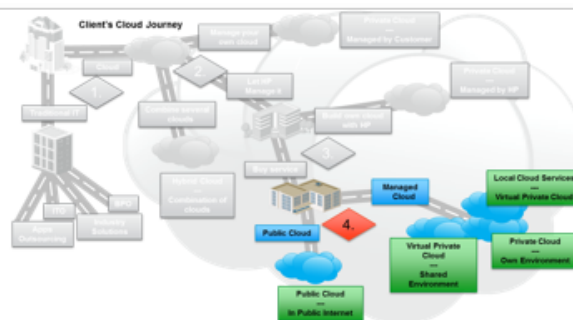 Client's Cloud Journey
Private Cloud
---
Managed by Customer
Manage your
own cloud
Cloud
1.
2.
Let HP
Manage it
Private Cloud
---
Managed by HP
Traditional IT
Combine several
clouds
Build own cloud
with HP
3.
Buy service
Hybrid Cloud
---
Combination of
clouds
ITO
BPO
Apps
Outsourcing
Industry
Solutions
Managed
Cloud
Local Cloud Services
---
Virtual Private Cloud
Public Cloud
4.
Virtual Private
Cloud
---
Shared
Environment
Private Cloud
---
Own Environment
Public Cloud
---
In Public Internet